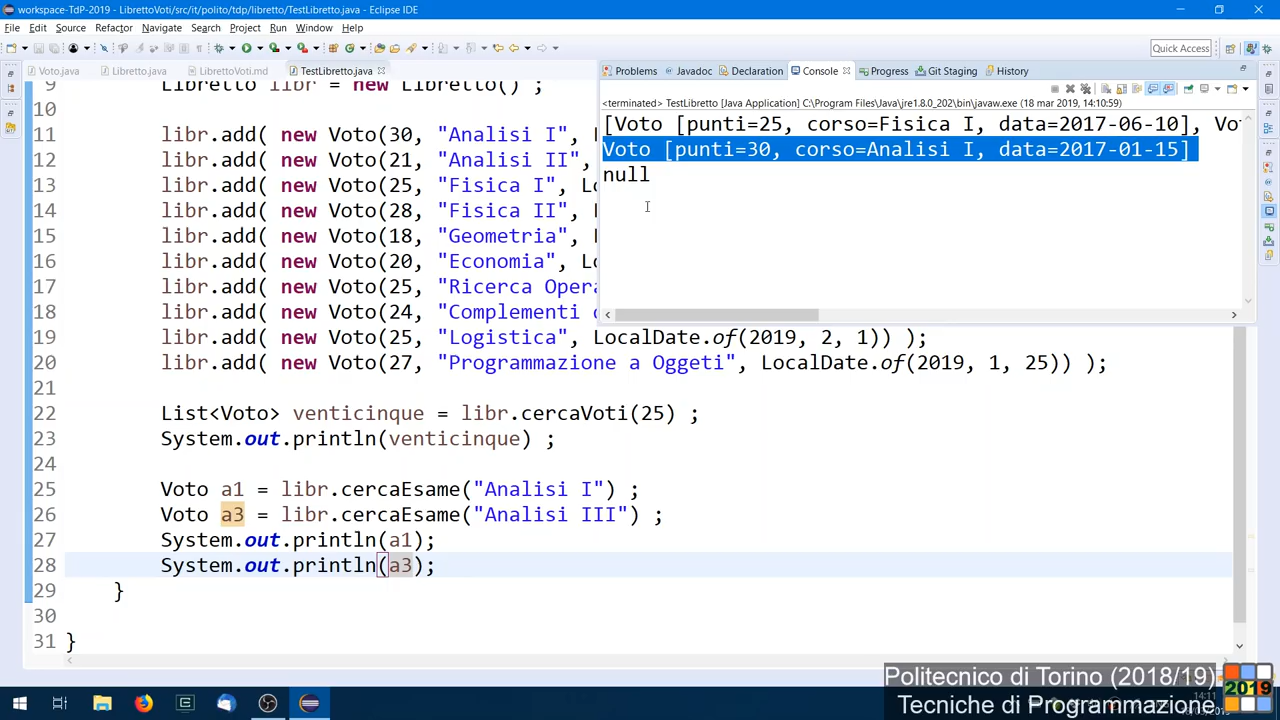 workspace-TdP-2019 - LibrettoVoti/src/it/polito/tdp/libretto/TestLibretto.java - Eclipse IDE
File Edit Source Refactor Navigate Search Project Run Window Help
Quick Access
Voto.java Libretto.java LibrettoVoti.md TestLibretto.java
Problems Javadoc Declaration Console Progress Git Staging History
<terminated> TestLibretto [Java Application] C:\Program Files\Java\jre1.8.0_202\bin\javaw.exe (18 mar 2019, 14:10:59)
[Voto [punti=25, corso=Fisica I, data=2017-06-10], Vo
Voto [punti=30, corso=Analisi I, data=2017-01-15]
null
9 Libretto libr = new Libretto() ;
10
11 libr.add( new Voto(30, "Analisi I", L
12 libr.add( new Voto(21, "Analisi II",
13 libr.add( new Voto(25, "Fisica I", Lo
14 libr.add( new Voto(28, "Fisica II",
15 libr.add( new Voto(18, "Geometria",
16 libr.add( new Voto(20, "Economia", Lo
17 libr.add( new Voto(25, "Ricerca Opera
18 libr.add( new Voto(24, "Complementi d
19 libr.add( new Voto(25, "Logistica", LocalDate.of(2019, 2, 1)) );
20 libr.add( new Voto(27, "Programmazione a Oggeti", LocalDate.of(2019, 1, 25)) );
21
22 List<Voto> venticinque = libr.cercaVoti(25) ;
23 System.out.println(venticinque) ;
24
25 Voto a1 = libr.cercaEsame("Analisi I") ;
26 Voto a3 = libr.cercaEsame("Analisi III") ;
27 System.out.println(a1);
28 System.out.println(a3);
29 }
30
31 }
Politecnico di Torino (2018/19)
Tecniche di Programmazione
2019
14:11